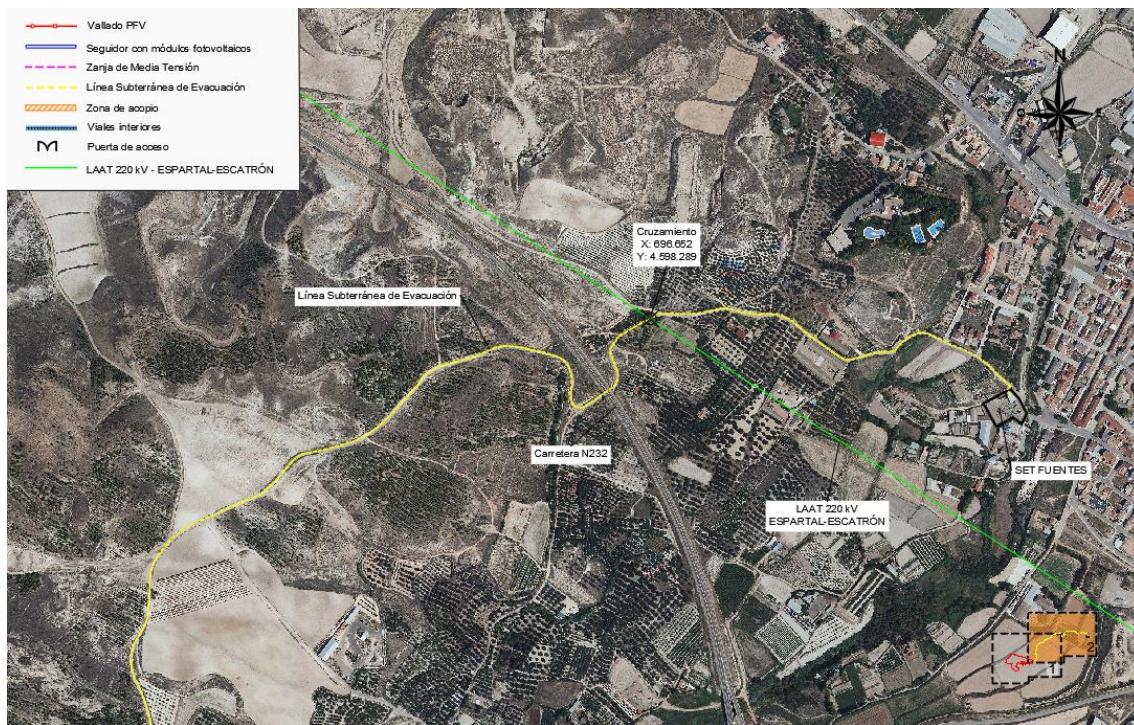 Vallado PFV
Seguidor con módulos fotovoltaicos
Zanja de Media Tensión
Línea Subterránea de Evacuación
Zona de acopio
Viales interiores
Puerta de acceso
LAAT 220 kV - ESPARTAL-ESCATRÓN
N
O
E
Cruzamiento
X: 696.652
Y: 4.598.289
Línea Subterránea de Evacuación
Carretera N232
SET FUENTES
LAAT 220 kV
ESPARTAL-ESCATRÓN
2
1